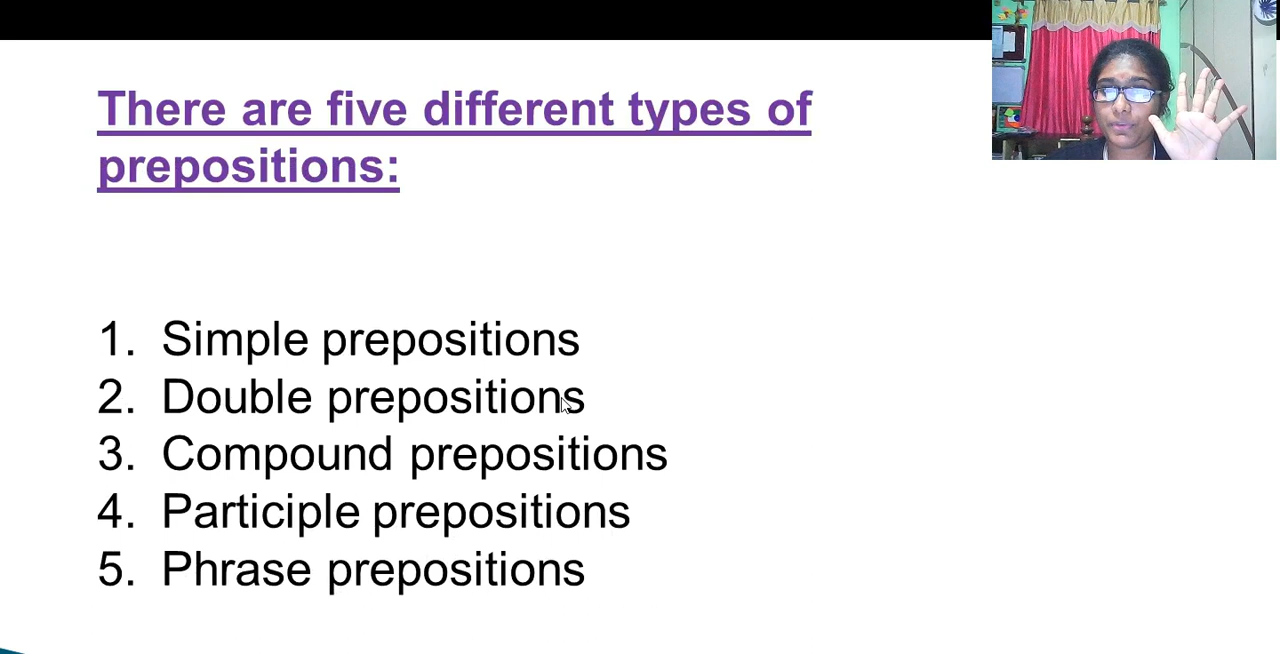 There are five different types of
prepositions:
1. Simple prepositions
2. Double prepositions
3. Compound prepositions
4. Participle prepositions
5. Phrase prepositions